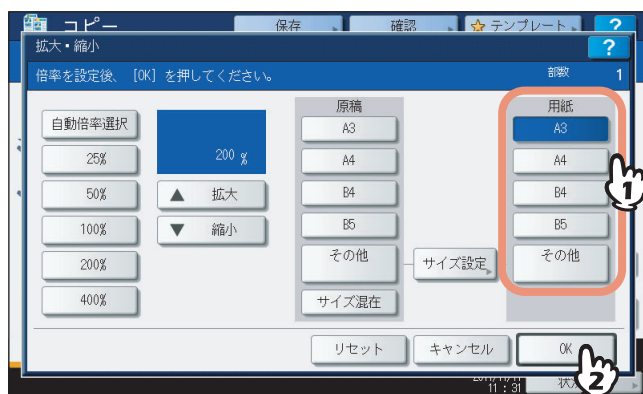 コピー
保存
確認
テンプレート
?
拡大・縮小
?
倍率を設定後、 [OK] を押してください。
部数 1
自動倍率選択
25%
50%
100%
200%
400%
200 %
▲ 拡大
▼ 縮小
原稿
A3
A4
B4
B5
その他
サイズ混在
サイズ設定
用紙
A3
A4
B4
B5
その他
1
リセット
キャンセル
OK
2
11:31